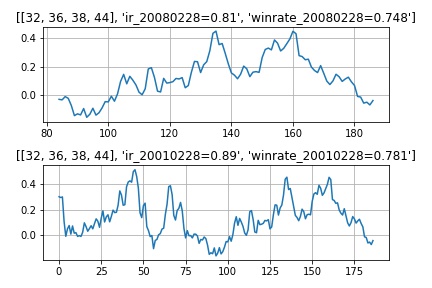 [[32, 36, 38, 44], 'ir_20080228=0.81', 'winrate_20080228=0.748']
0.4
0.2
0.0
80 100 120 140 160 180
[[32, 36, 38, 44], 'ir_20010228=0.89', 'winrate_20010228=0.781']
0.4
0.2
0.0
0 25 50 75 100 125 150 175